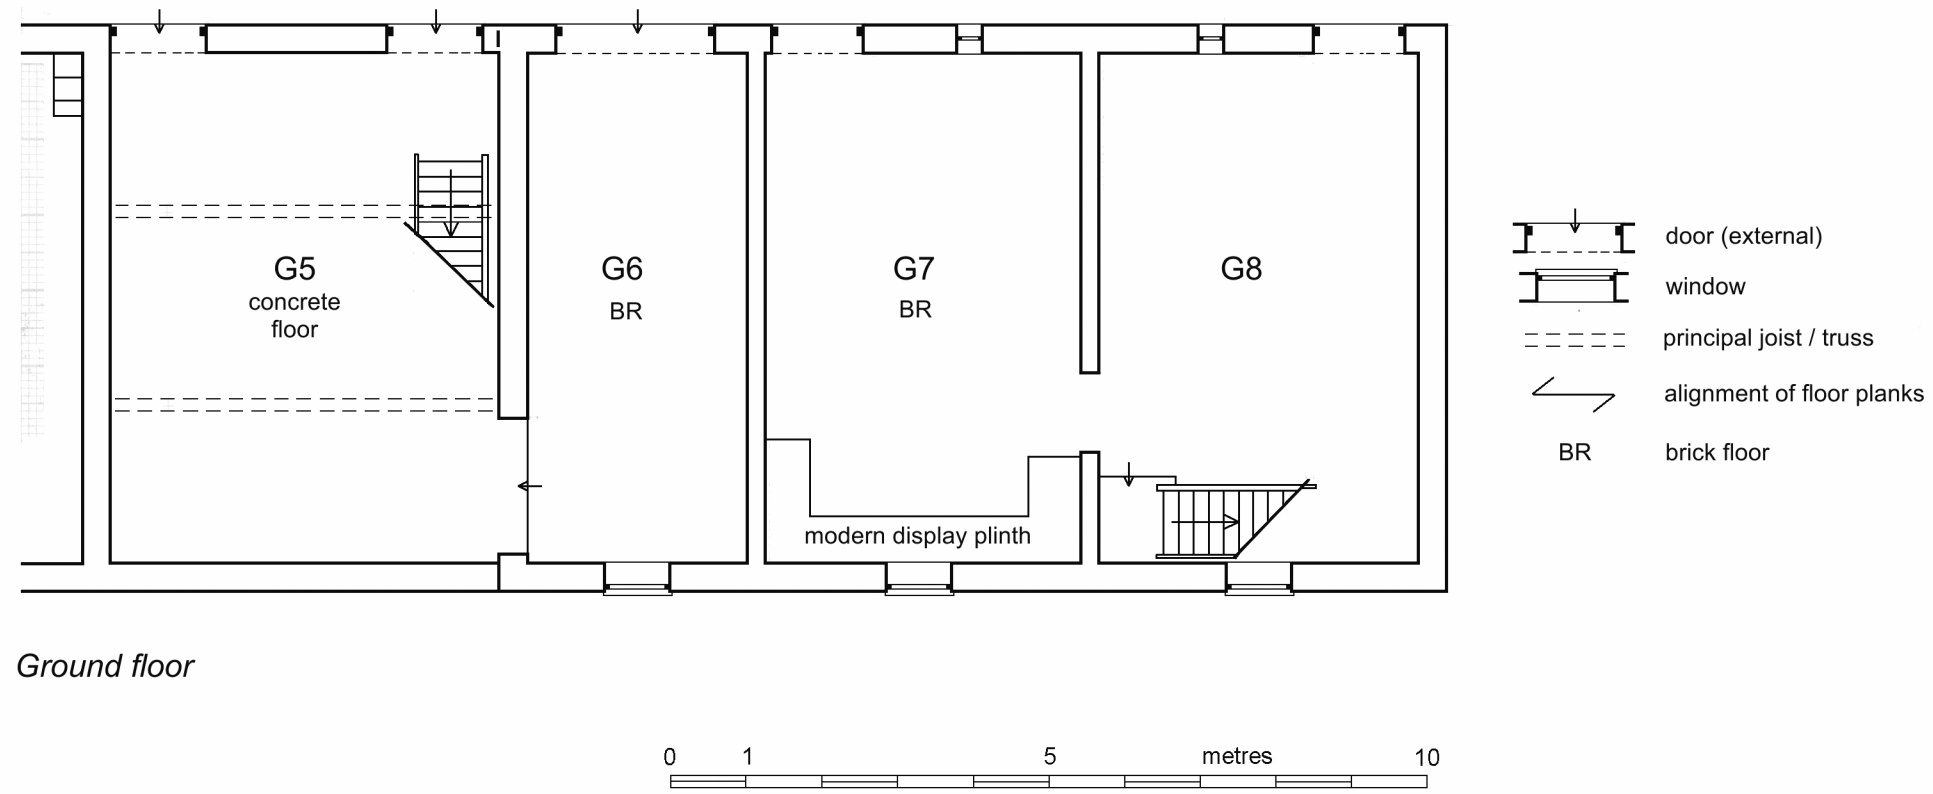 G5
concrete
floor
G6
BR
G7
BR
G8
modern display plinth
door (external)
window
principal joist / truss
alignment of floor planks
BR brick floor
Ground floor
0 1 5 metres 10